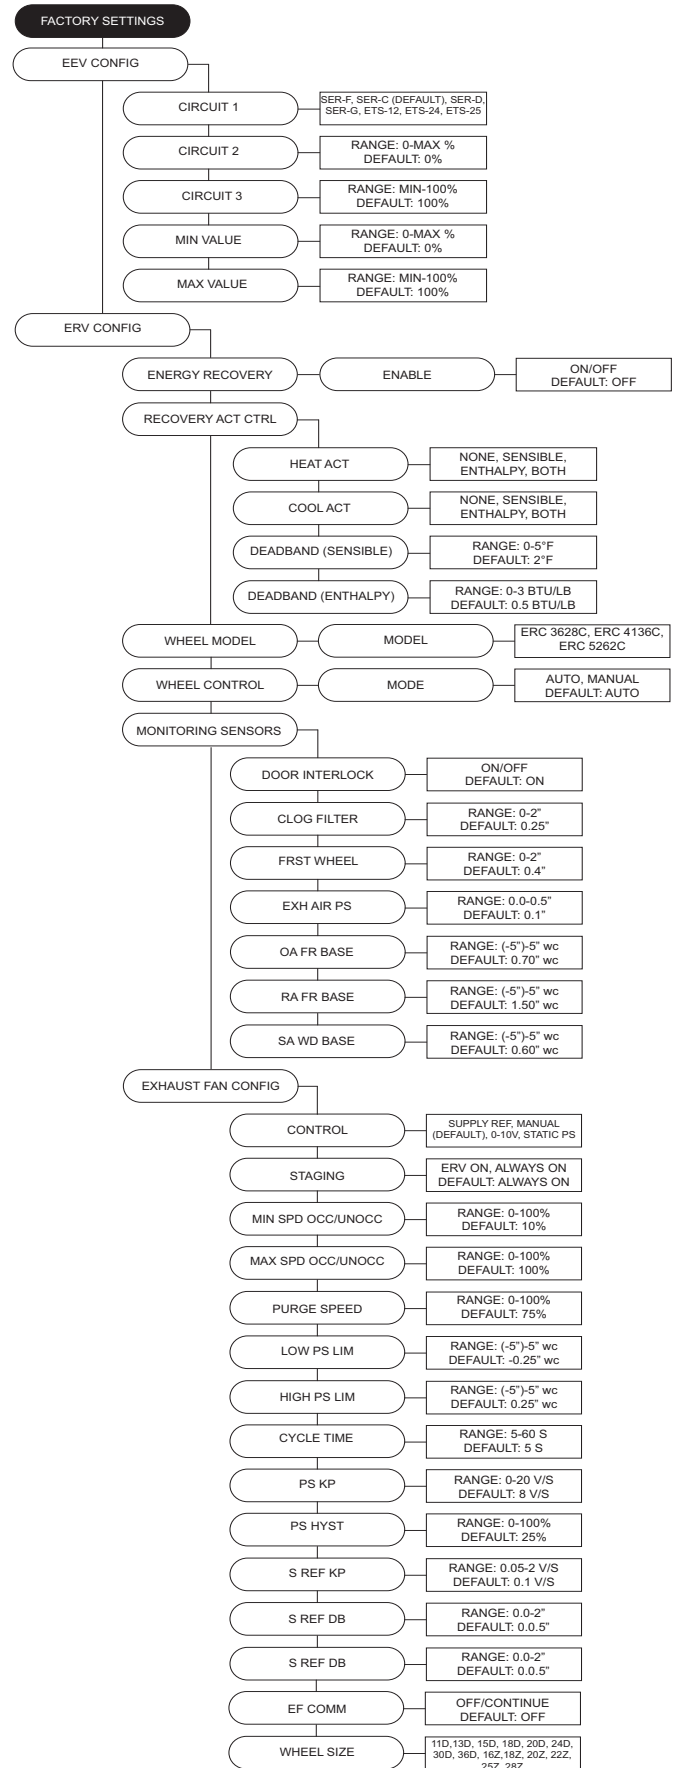 FACTORY SETTINGS
EEV CONFIG
CIRCUIT 1
SER-F, SER-C (DEFAULT), SER-D,
SER-G, ETS-12, ETS-24, ETS-25
CIRCUIT 2
RANGE: 0-MAX %
DEFAULT: 0%
CIRCUIT 3
RANGE: MIN-100%
DEFAULT: 100%
MIN VALUE
RANGE: 0-MAX %
DEFAULT: 0%
MAX VALUE
RANGE: MIN-100%
DEFAULT: 100%
ERV CONFIG
ENERGY RECOVERY
ENABLE
ON/OFF
DEFAULT: OFF
RECOVERY ACT CTRL
HEAT ACT
NONE, SENSIBLE,
ENTHALPY, BOTH
COOL ACT
NONE, SENSIBLE,
ENTHALPY, BOTH
DEADBAND (SENSIBLE)
RANGE: 0-5°F
DEFAULT: 2°F
DEADBAND (ENTHALPY)
RANGE: 0-3 BTU/LB
DEFAULT: 0.5 BTU/LB
WHEEL MODEL
MODEL
ERC 3628C, ERC 4136C,
ERC 5262C
WHEEL CONTROL
MODE
AUTO, MANUAL
DEFAULT: AUTO
MONITORING SENSORS
DOOR INTERLOCK
ON/OFF
DEFAULT: ON
CLOG FILTER
RANGE: 0-2”
DEFAULT: 0.25”
FRST WHEEL
RANGE: 0-2”
DEFAULT: 0.4”
EXH AIR PS
RANGE: 0.0-0.5”
DEFAULT: 0.1”
OA FR BASE
RANGE: (-5”)-5” wc
DEFAULT: 0.70” wc
RA FR BASE
RANGE: (-5”)-5” wc
DEFAULT: 1.50” wc
SA WD BASE
RANGE: (-5”)-5” wc
DEFAULT: 0.60” wc
EXHAUST FAN CONFIG
CONTROL
SUPPLY REF, MANUAL
(DEFAULT), 0-10V, STATIC PS
STAGING
ERV ON, ALWAYS ON
DEFAULT: ALWAYS ON
MIN SPD OCC/UNOCC
RANGE: 0-100%
DEFAULT: 10%
MAX SPD OCC/UNOCC
RANGE: 0-100%
DEFAULT: 100%
PURGE SPEED
RANGE: 0-100%
DEFAULT: 75%
LOW PS LIM
RANGE: (-5”)-5” wc
DEFAULT: -0.25” wc
HIGH PS LIM
RANGE: (-5”)-5” wc
DEFAULT: 0.25” wc
CYCLE TIME
RANGE: 5-60 S
DEFAULT: 5 S
PS KP
RANGE: 0-20 V/S
DEFAULT: 8 V/S
PS HYST
RANGE: 0-100%
DEFAULT: 25%
S REF KP
RANGE: 0.05-2 V/S
DEFAULT: 0.1 V/S
S REF DB
RANGE: 0.0-2”
DEFAULT: 0.0.5”
S REF DB
RANGE: 0.0-2”
DEFAULT: 0.0.5”
EF COMM
OFF/CONTINUE
DEFAULT: OFF
WHEEL SIZE
11D,13D, 15D, 18D, 20D, 24D,
30D, 36D, 16Z,18Z, 20Z, 22Z,
25Z, 28Z